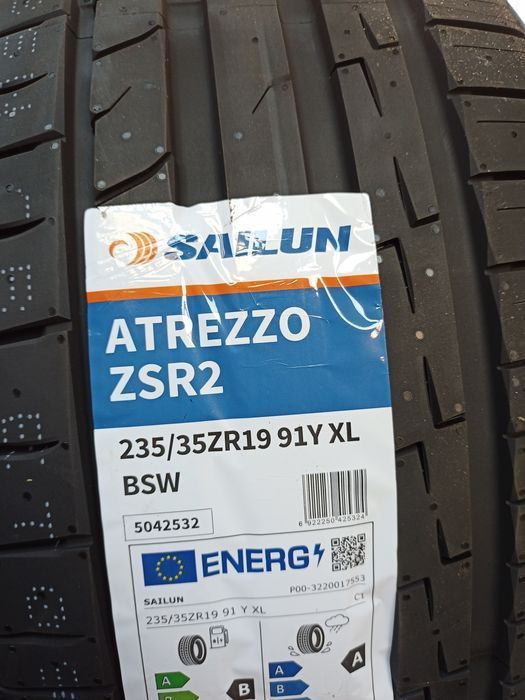 SAILUN
ATREZZO
ZSR2
235/35ZR19 91Y XL
BSW
5042532
6 922250 425324
ENERG
P00-3220017553
SAILUN C1
235/35ZR19 91 Y XL
A A A
B B